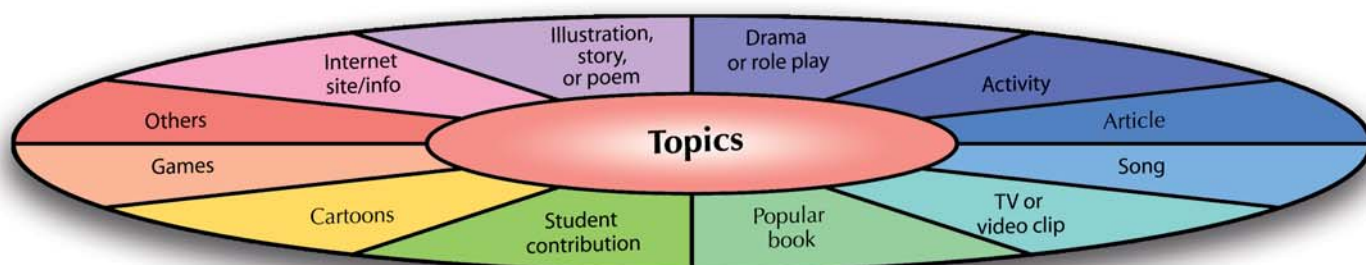 Illustration,
story,
or poem
Drama
or role play
Internet
site/info
Activity
Others
Article
Topics
Games
Song
Cartoons
Student
contribution
Popular
book
TV or
video clip